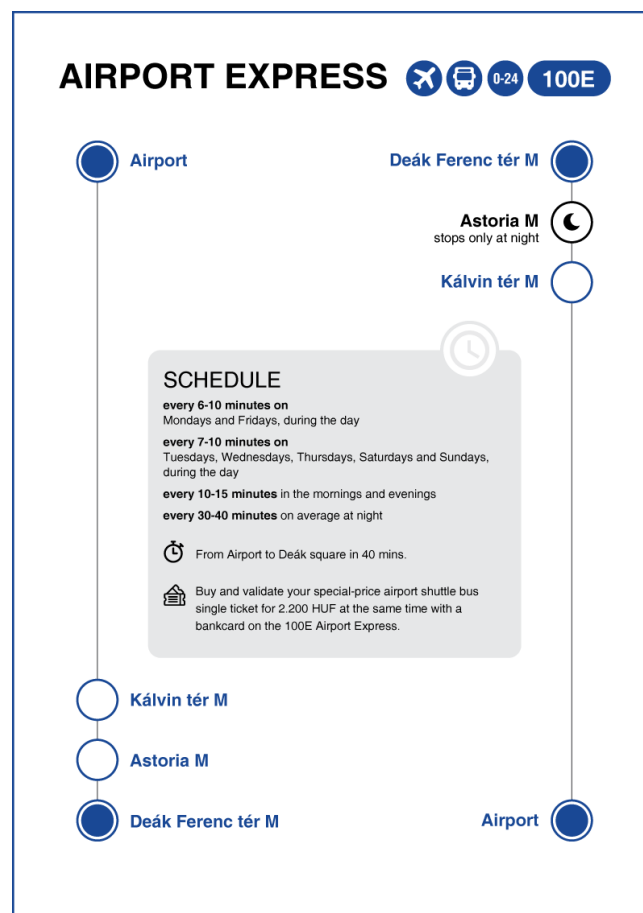 AIRPORT EXPRESS 0-24 100E
Airport
Deák Ferenc tér M
Astoria M
stops only at night
Kálvin tér M
SCHEDULE
every 6-10 minutes on
Mondays and Fridays, during the day
every 7-10 minutes on
Tuesdays, Wednesdays, Thursdays, Saturdays and Sundays,
during the day
every 10-15 minutes in the mornings and evenings
every 30-40 minutes on average at night
From Airport to Deák square in 40 mins.
Buy and validate your special-price airport shuttle bus
single ticket for 2.200 HUF at the same time with a
bankcard on the 100E Airport Express.
Kálvin tér M
Astoria M
Deák Ferenc tér M
Airport